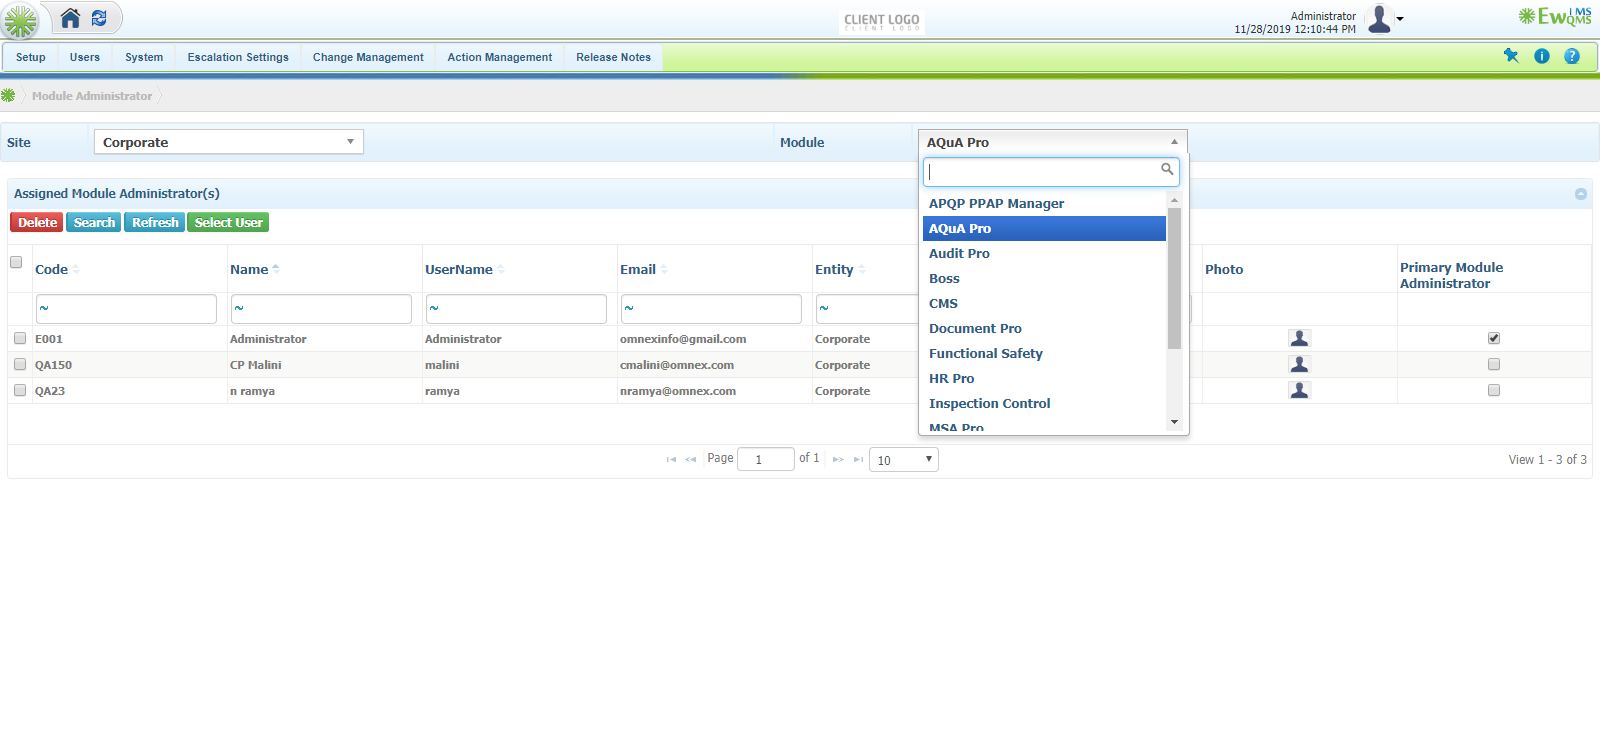 CLIENT LOGO
CLIENT LOGO
Administrator
11/28/2019 12:10:44 PM
EwIMS
QMS
Setup Users System Escalation Settings Change Management Action Management Release Notes
i ?
Module Administrator
Site Corporate Module AQuA Pro
Assigned Module Administrator(s)
Delete Search Refresh Select User
APQP PPAP Manager
AQuA Pro
Audit Pro
Boss
CMS
Document Pro
Functional Safety
HR Pro
Inspection Control
MSA Pro
Code Name UserName Email Entity Photo Primary Module
Administrator
~ ~ ~ ~ ~
E001 Administrator Administrator omnexinfo@gmail.com Corporate
QA150 CP Malini malini cmalini@omnex.com Corporate
QA23 n ramya ramya nramya@omnex.com Corporate
Page 1 of 1 10 View 1 - 3 of 3